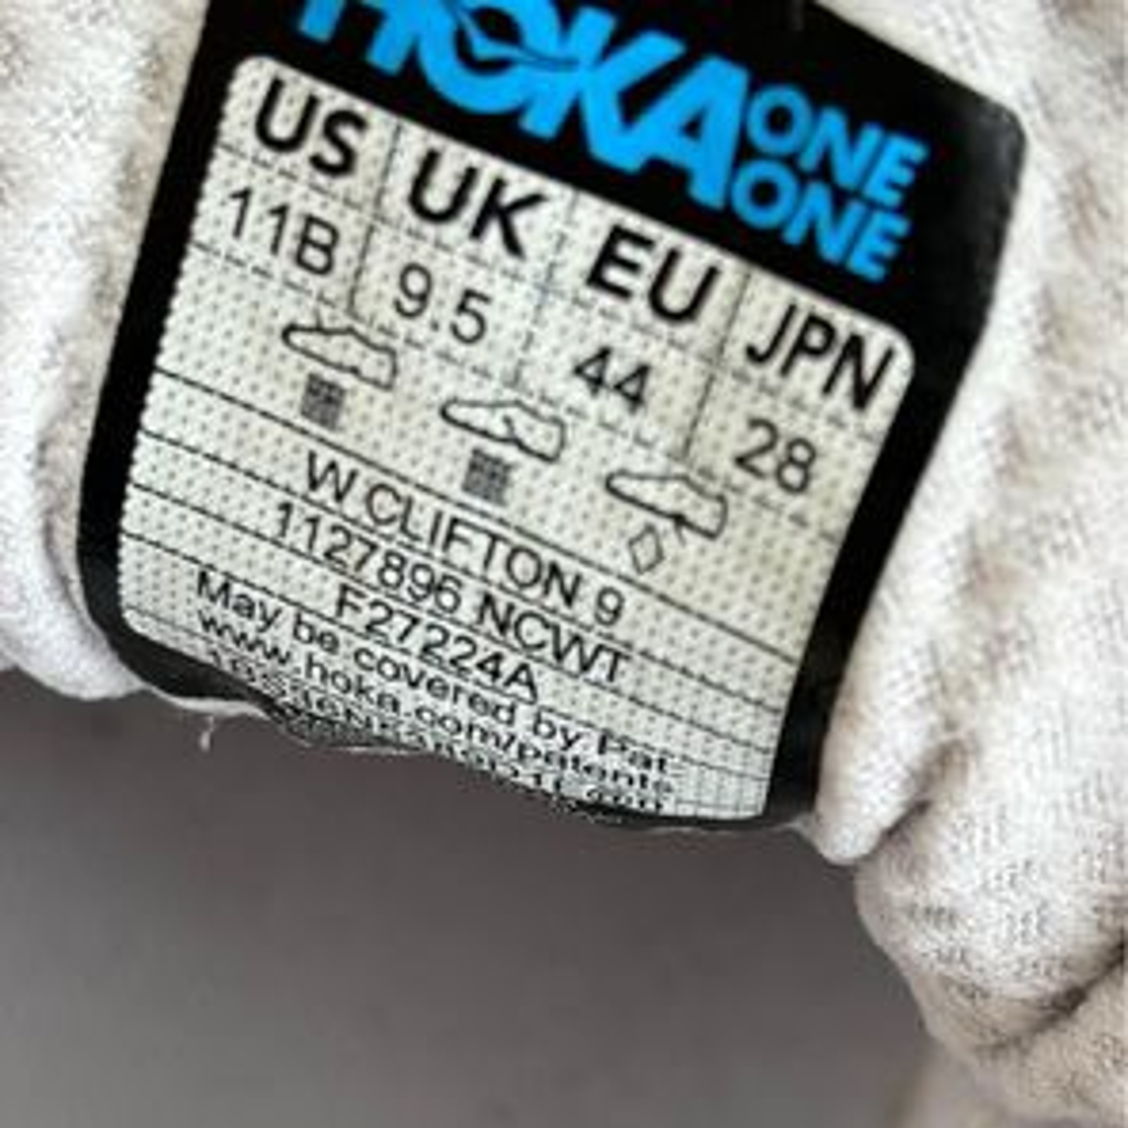 HOKA ONE ONE
US UK EU JPN
11B 9.5 44 28
W CLIFTON 9
1127896 NCWT
F27224A
May be covered by Pat.
www.hoka.com/patents